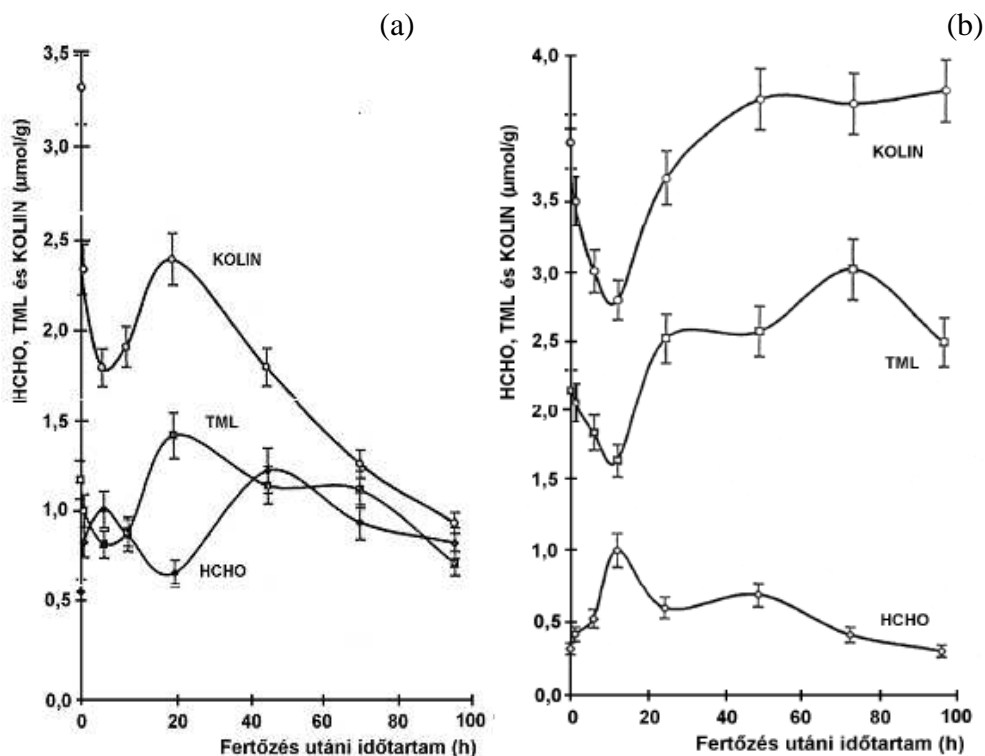 (a)
3,5
3,0
2,5
2,0
1,5
1,0
0,5
0,0
IHCHO, TML és KOLIIN (µmol/g)
KOLIN
TML
HCHO
0 20 40 60 80 100
Fertőzés utáni időtartam (h)
(b)
4,0
3,5
3,0
2,5
2,0
1,5
1,0
0,5
0,0
HCHO, TML és KOLIN (µmol/g)
KOLIN
TML
HCHO
0 20 40 60 80 100
Fertőzés utáni időtartam (h)